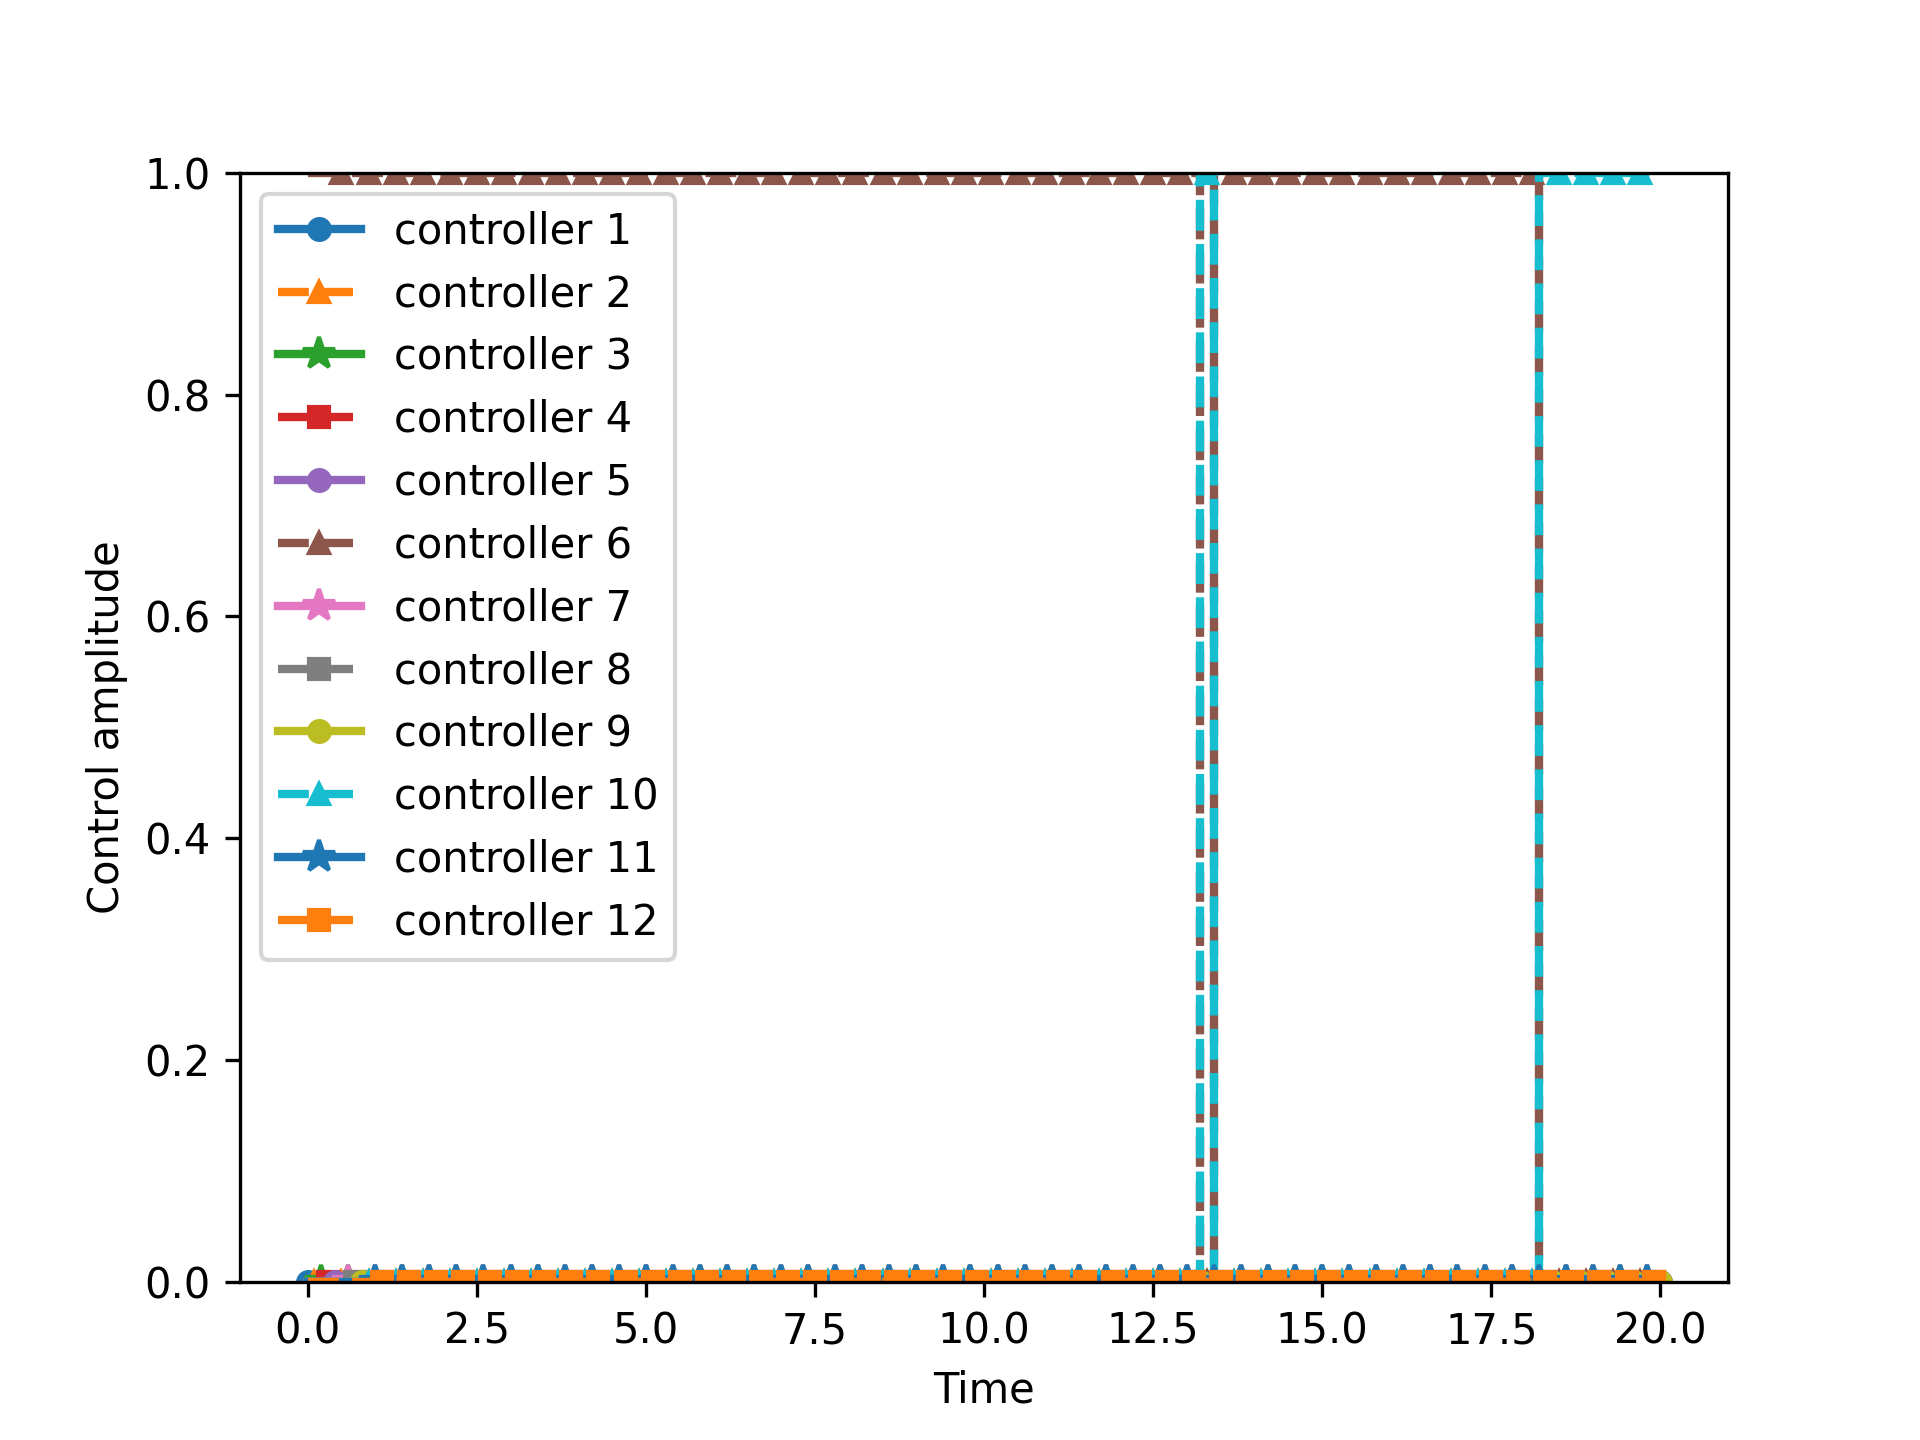 1.0
0.8
0.6
0.4
0.2
0.0
Control amplitude
controller 1
controller 2
controller 3
controller 4
controller 5
controller 6
controller 7
controller 8
controller 9
controller 10
controller 11
controller 12
0.0 2.5 5.0 7.5 10.0 12.5 15.0 17.5 20.0
Time